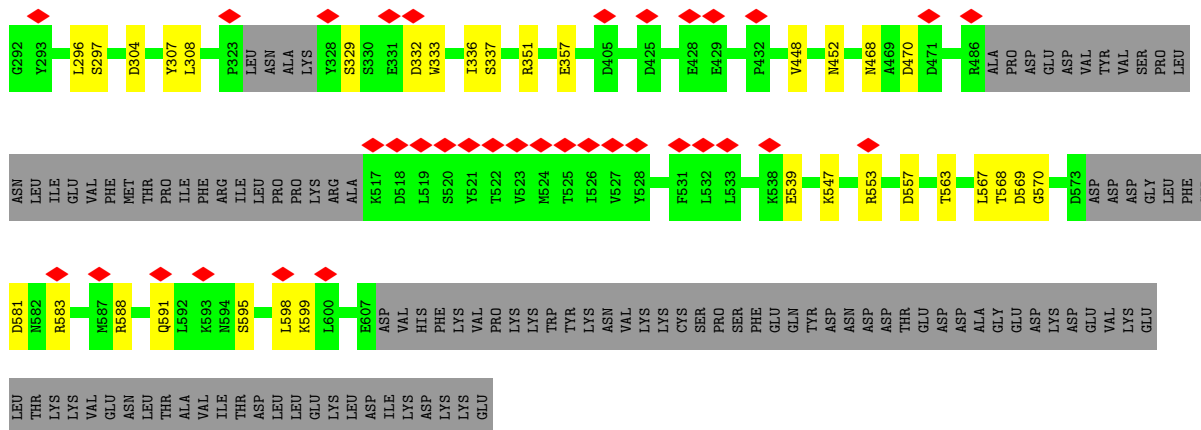 G292 Y293 L296 S297 D304 Y307 L308 P323 LEU ASN ALA LYS Y328 S329 S330 E331 D332 W333 I336 S337 R351 E357 D405 D425 E428 E429 P432 V448 N452 N468 A469 D470 D471 R486 ALA PRO ASP GLU ASP VAL TYR VAL SER PRO LEU
ASN LEU ILE GLU VAL PHE MET THR PRO ILE PHE ARG ILE LEU PRO PRO LYS ARG ALA K517 D518 L519 S520 Y521 T522 V523 M524 T525 I526 V527 Y528 F531 L532 L533 K538 E539 K547 R553 D557 T563 L567 T568 D569 G570 D573 ASP ASP ASP GLY LEU PHE
D581 N582 R583 M587 R588 Q591 L592 K593 N594 S595 L598 K599 L600 E607 ASP VAL HIS PHE LYS VAL PRO LYS LYS TRP TYR LYS ASN VAL LYS LYS CYS SER PRO SER PHE GLU GLN TYR ASP ASN ASP ASP THR GLU ASP ASP ALA GLY GLU ASP LYS ASP GLU VAL LYS GLU
LEU THR LYS LYS VAL GLU ASN LEU THR ALA VAL ILE THR ASP LEU LEU GLU LYS LEU ASP ILE LYS ASP LYS LYS GLU